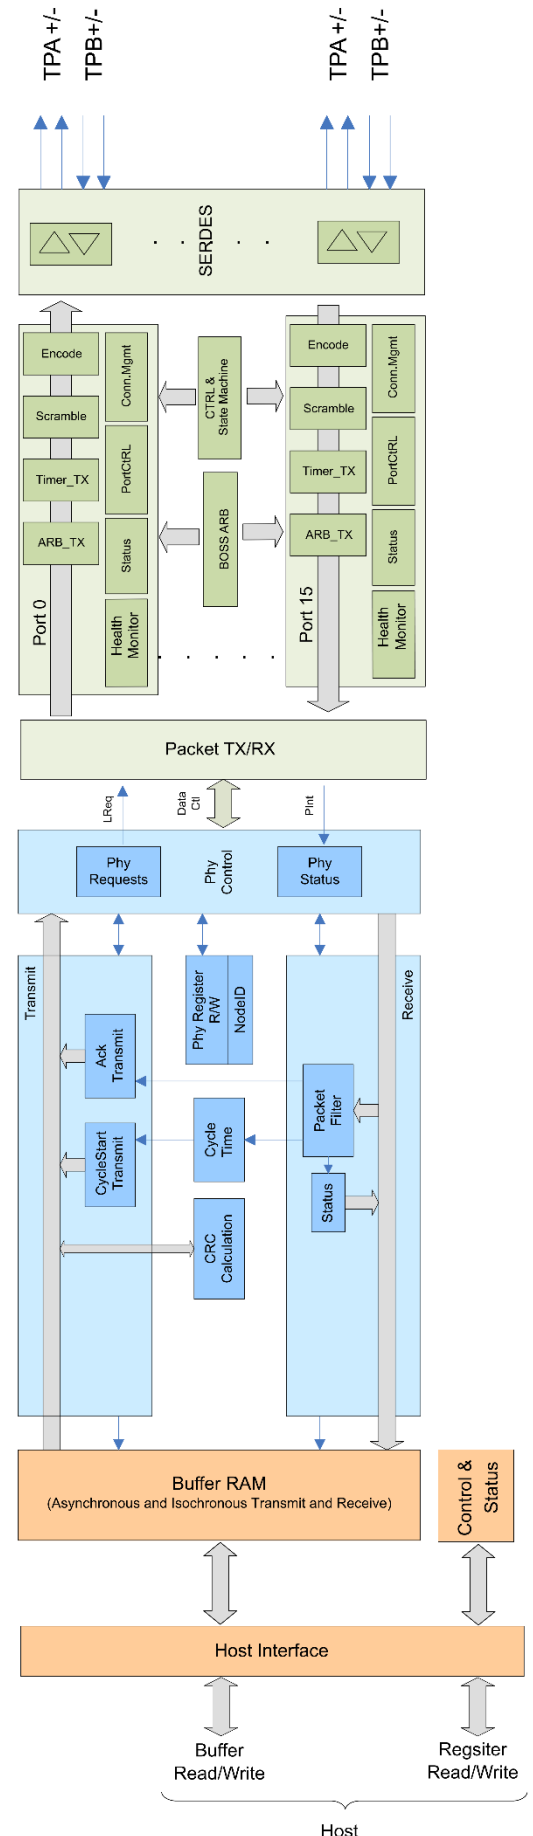 TPA +/-
TPB+/-
TPA +/-
TPB+/-
SERDES
Encode
Scramble
Timer_TX
ARB_TX
Conn.Mgmt
PortCtRL
Status
Health
Monitor
Port 0
CTRL &
State Machine
BOSS ARB
Encode
Scramble
Timer_TX
ARB_TX
Conn.Mgmt
PortCtRL
Status
Health
Monitor
Port 15
Packet TX/RX
LReq
Data
Ctl
PInt
Phy
Requests
Phy
Control
Phy
Status
Transmit
Ack
Transmit
CycleStart
Transmit
Phy Register
R/W
NodeID
Cycle
Time
CRC
Calculation
Packet
Filter
Status
Receive
Buffer RAM
(Asynchronous and Isochronous Transmit and Receive)
Control &
Status
Host Interface
Buffer
Read/Write
Regsiter
Read/Write
Host